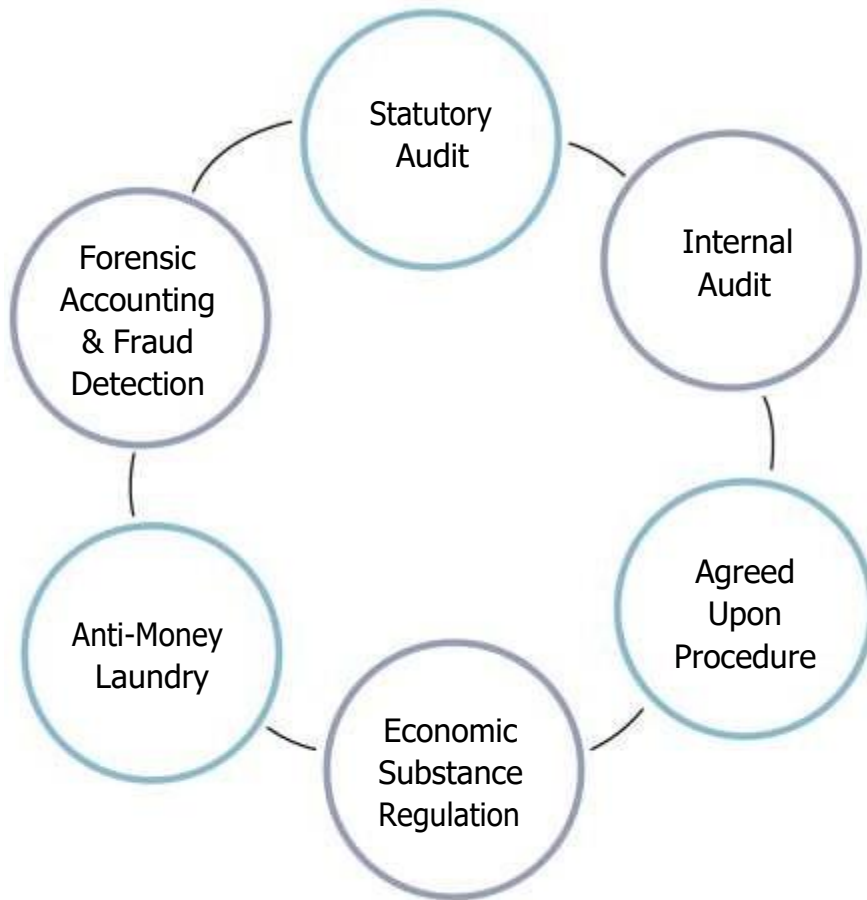 Statutory
Audit
Internal
Audit
Agreed
Upon
Procedure
Economic
Substance
Regulation
Anti-Money
Laundry
Forensic
Accounting
& Fraud
Detection